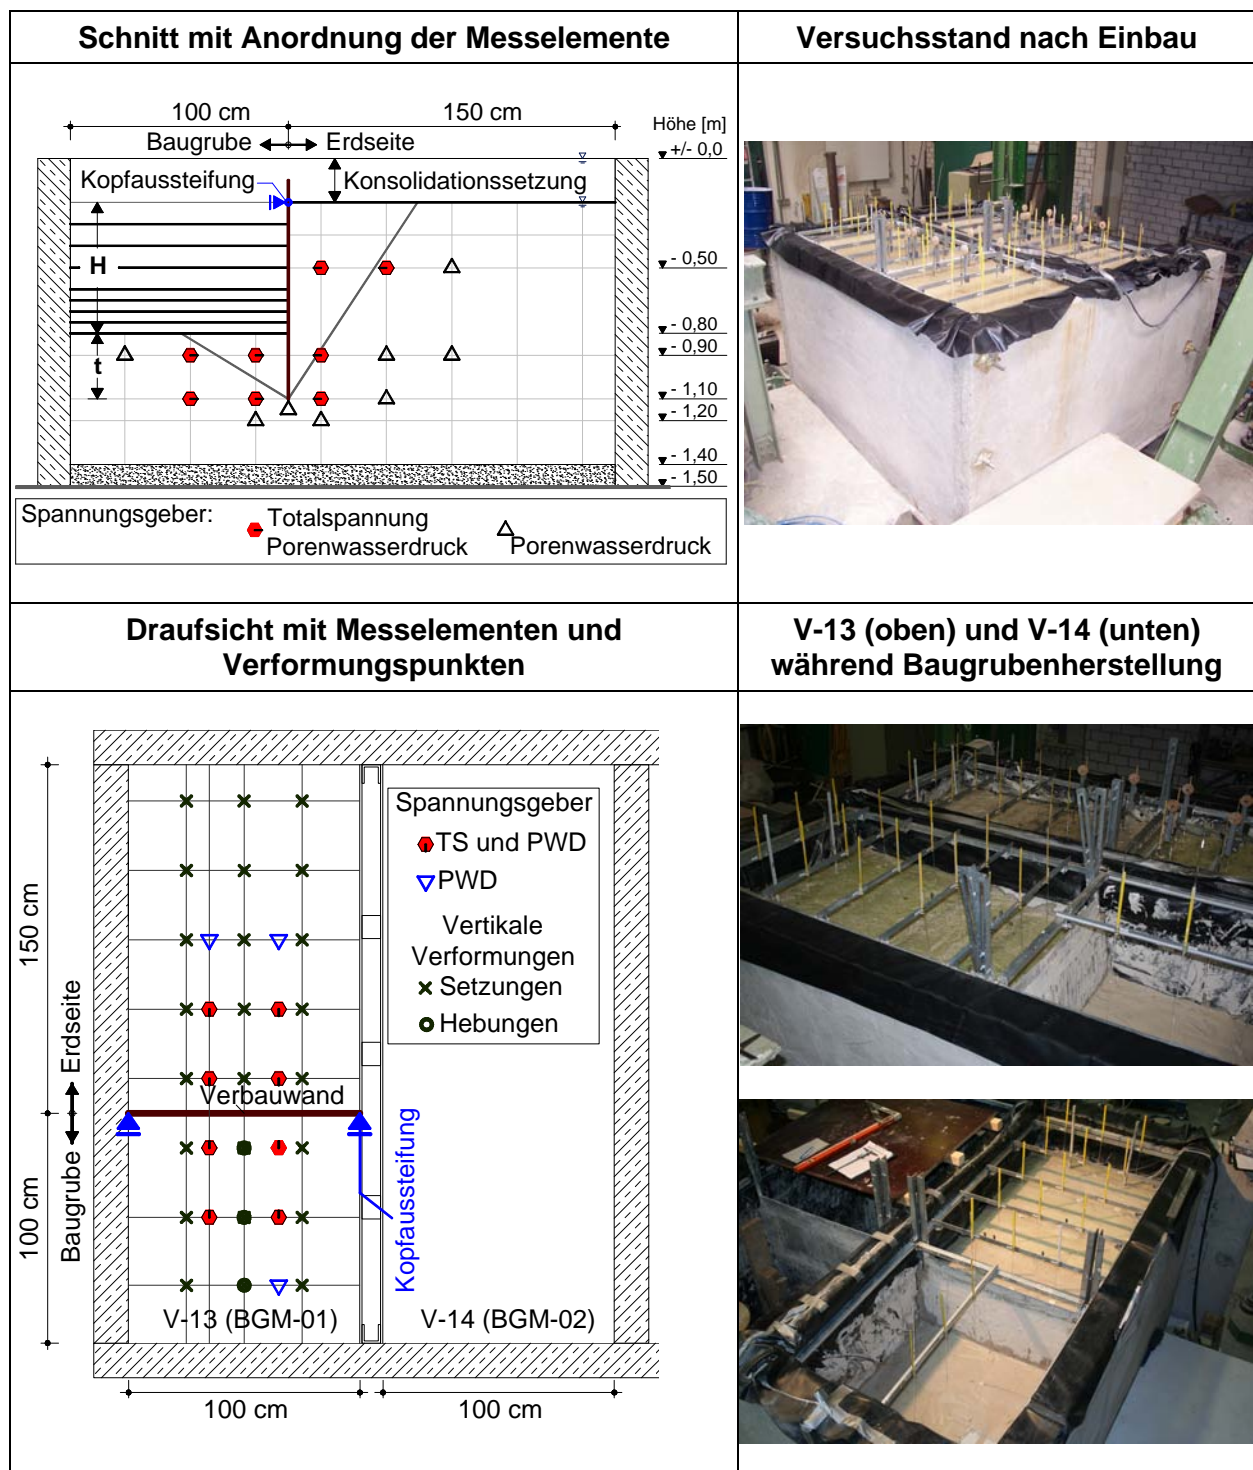 Schnitt mit Anordnung der Messelemente
Versuchsstand nach Einbau
100 cm
150 cm
Höhe [m]
Baugrube
Erdseite
+/- 0,0
Kopfaussteifung
Konsolidationssetzung
H
- 0,50
- 0,80
- 0,90
t
- 1,10
- 1,20
- 1,40
- 1,50
Spannungsgeber:
Totalspannung
Porenwasserdruck
Porenwasserdruck
Draufsicht mit Messelementen und
Verformungspunkten
V-13 (oben) und V-14 (unten)
während Baugrubenherstellung
150 cm
Erdseite
Baugrube
100 cm
Spannungsgeber
TS und PWD
PWD
Vertikale
Verformungen
Setzungen
Hebungen
Verbauwand
Kopfaussteifung
V-13 (BGM-01)
V-14 (BGM-02)
100 cm
100 cm